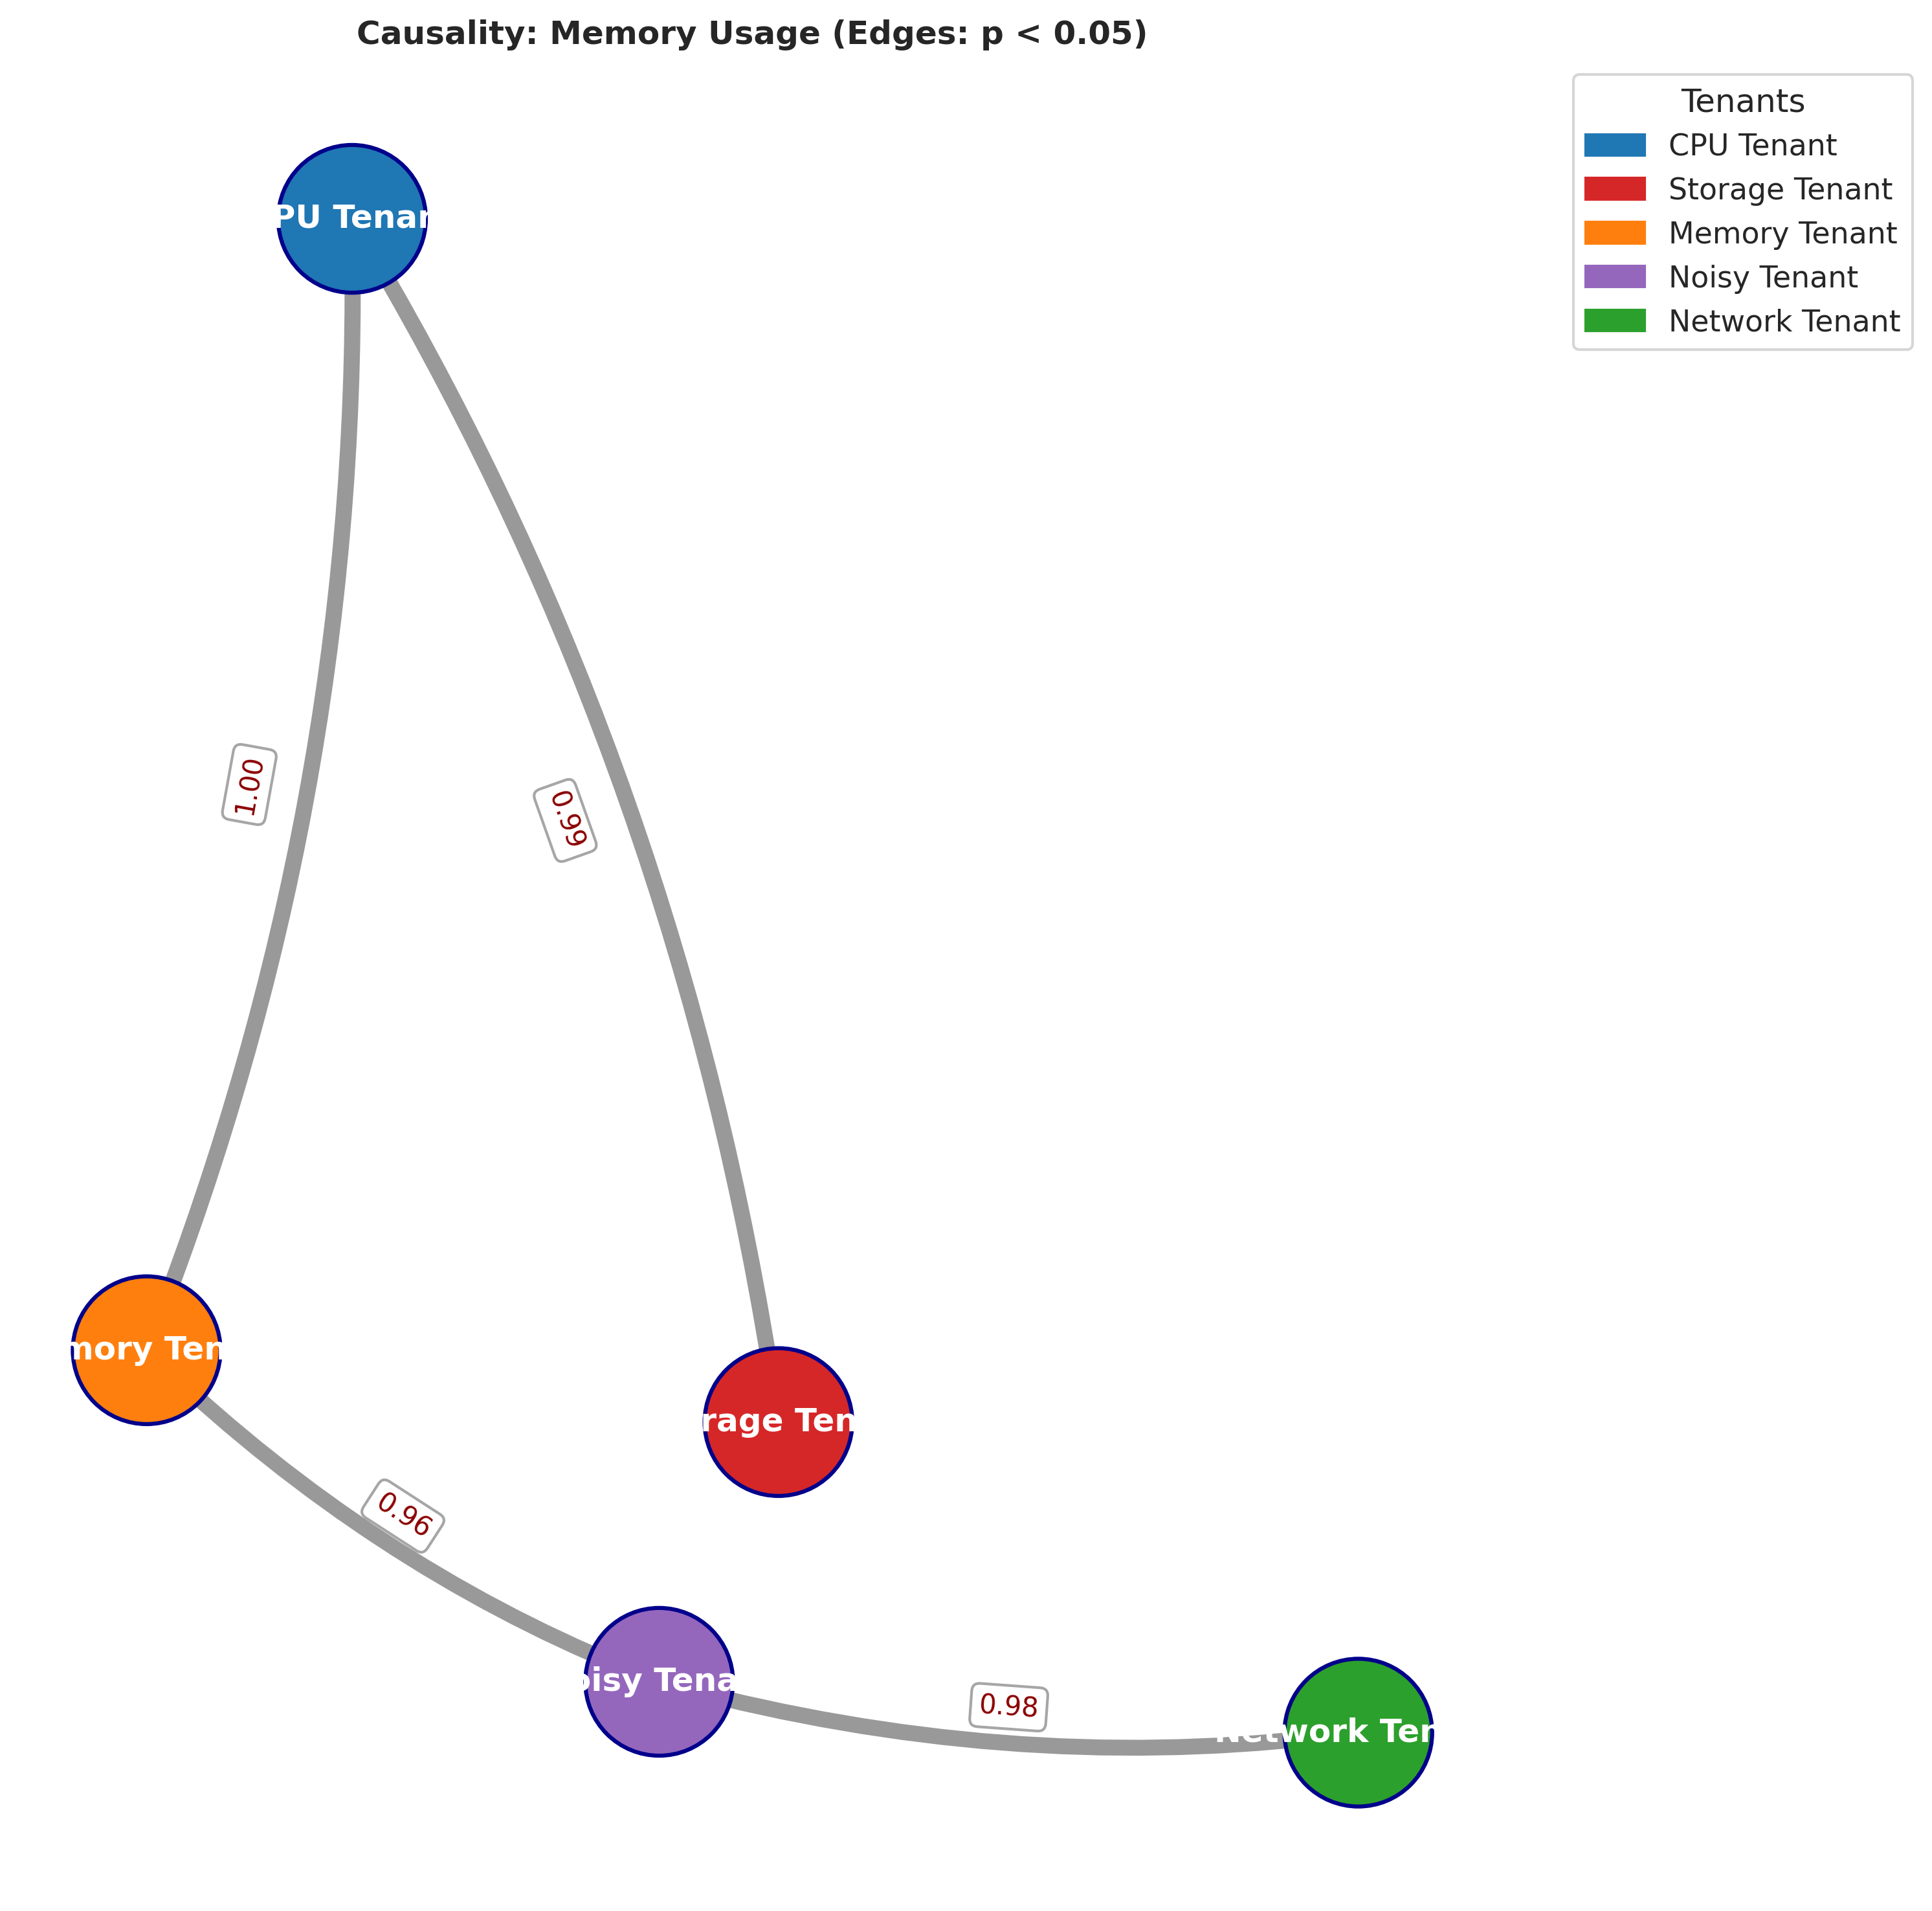 Causality: Memory Usage (Edges: p < 0.05)
Tenants
CPU Tenant
Storage Tenant
Memory Tenant
Noisy Tenant
Network Tenant
PU Tenan
1.00
0.99
mory Ten
rage Ten
0.96
oisy Tena
0.98
Network Ten